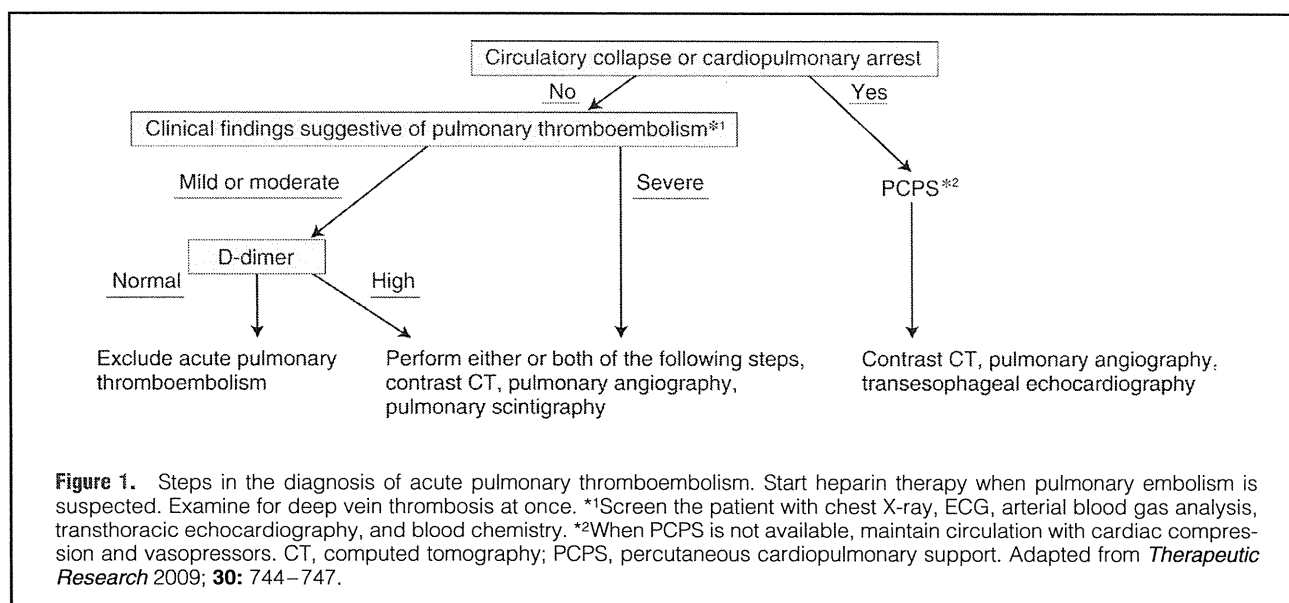 Circulatory collapse or cardiopulmonary arrest
No
Yes
Clinical findings suggestive of pulmonary thromboembolism*1
Mild or moderate
Severe
PCPS*2
D-dimer
Normal
High
Exclude acute pulmonary
thromboembolism
Perform either or both of the following steps,
contrast CT, pulmonary angiography,
pulmonary scintigraphy
Contrast CT, pulmonary angiography,
transesophageal echocardiography
Figure 1. Steps in the diagnosis of acute pulmonary thromboembolism. Start heparin therapy when pulmonary embolism is
suspected. Examine for deep vein thrombosis at once. *1Screen the patient with chest X-ray, ECG, arterial blood gas analysis,
transthoracic echocardiography, and blood chemistry. *2When PCPS is not available, maintain circulation with cardiac compres-
sion and vasopressors. CT, computed tomography; PCPS, percutaneous cardiopulmonary support. Adapted from Therapeutic
Research 2009; 30: 744–747.